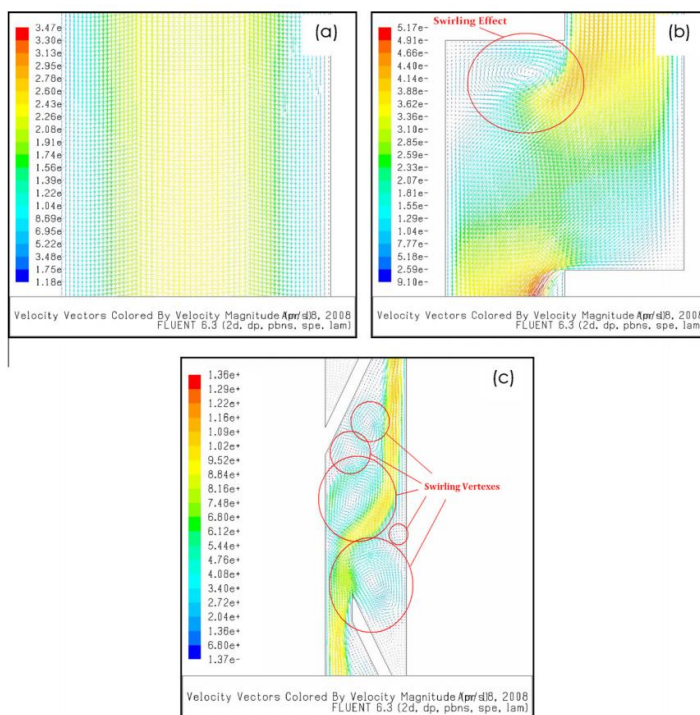 (a)
3.47e
3.30e
3.13e
2.95e
2.78e
2.60e
2.43e
2.26e
2.08e
1.91e
1.74e
1.56e
1.39e
1.22e
1.04e
8.69e
6.95e
5.22e
3.48e
1.75e
1.18e
Velocity Vectors Colored By Velocity Magnitude
2008
FLUENT 6.3 (2d, dp, pbns, spe, lam)
Swirling Effect
(b)
5.17e
4.91e
4.66e
4.40e
4.14e
3.88e
3.62e
3.36e
3.10e
2.85e
2.59e
2.33e
2.07e
1.81e
1.55e
1.29e
1.04e
7.77e
5.18e
2.59e
9.10e
Velocity Vectors Colored By Velocity Magnitude
2008
FLUENT 6.3 (2d, dp, pbns, spe, lam)
(c)
1.36e+
1.29e+
1.22e+
1.16e+
1.09e+
1.02e+
9.52e+
8.84e+
8.16e+
7.48e+
6.80e+
6.12e+
5.44e+
4.76e+
4.08e+
3.40e+
2.72e+
2.04e+
1.36e+
6.80e+
1.37e-
Swirling Vertexes
Velocity Vectors Colored By Velocity Magnitude
2008
FLUENT 6.3 (2d, dp, pbns, spe, lam)